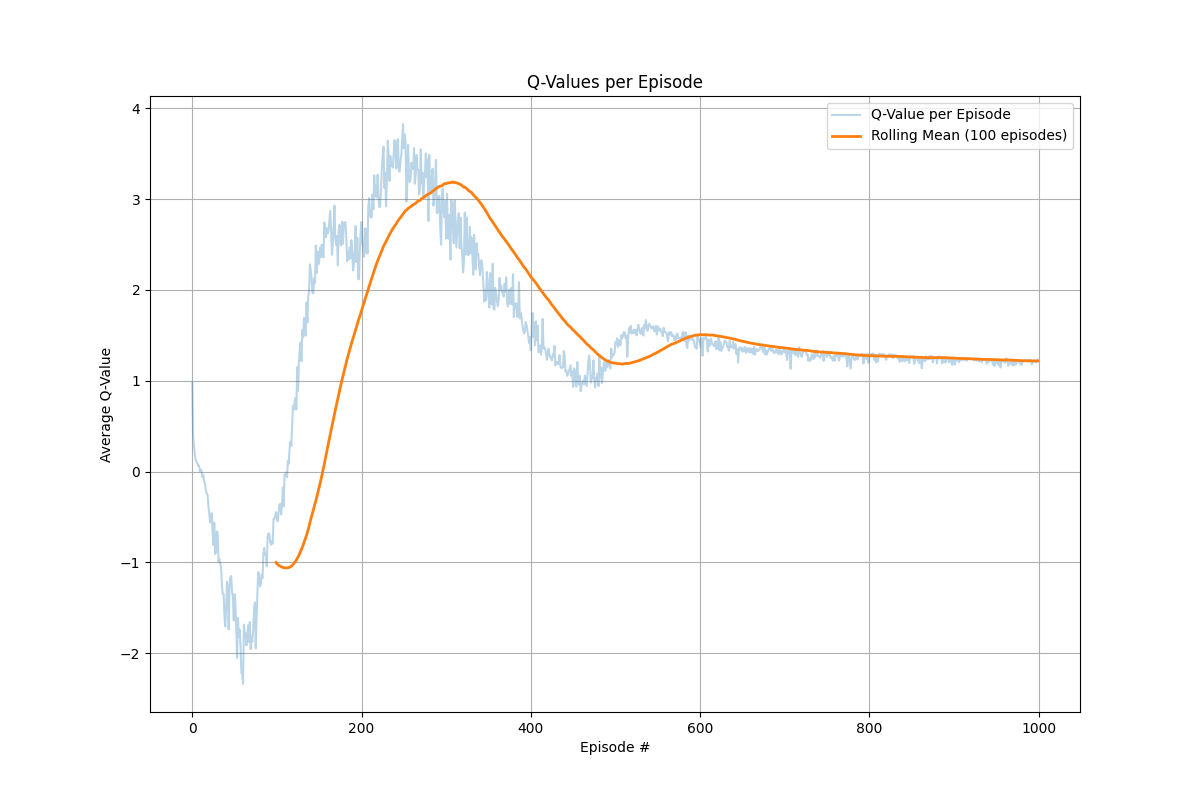 Q-Values per Episode
Q-Value per Episode
Rolling Mean (100 episodes)
Average Q-Value
4
3
2
1
0
−1
−2
0
200
400
600
800
1000
Episode #